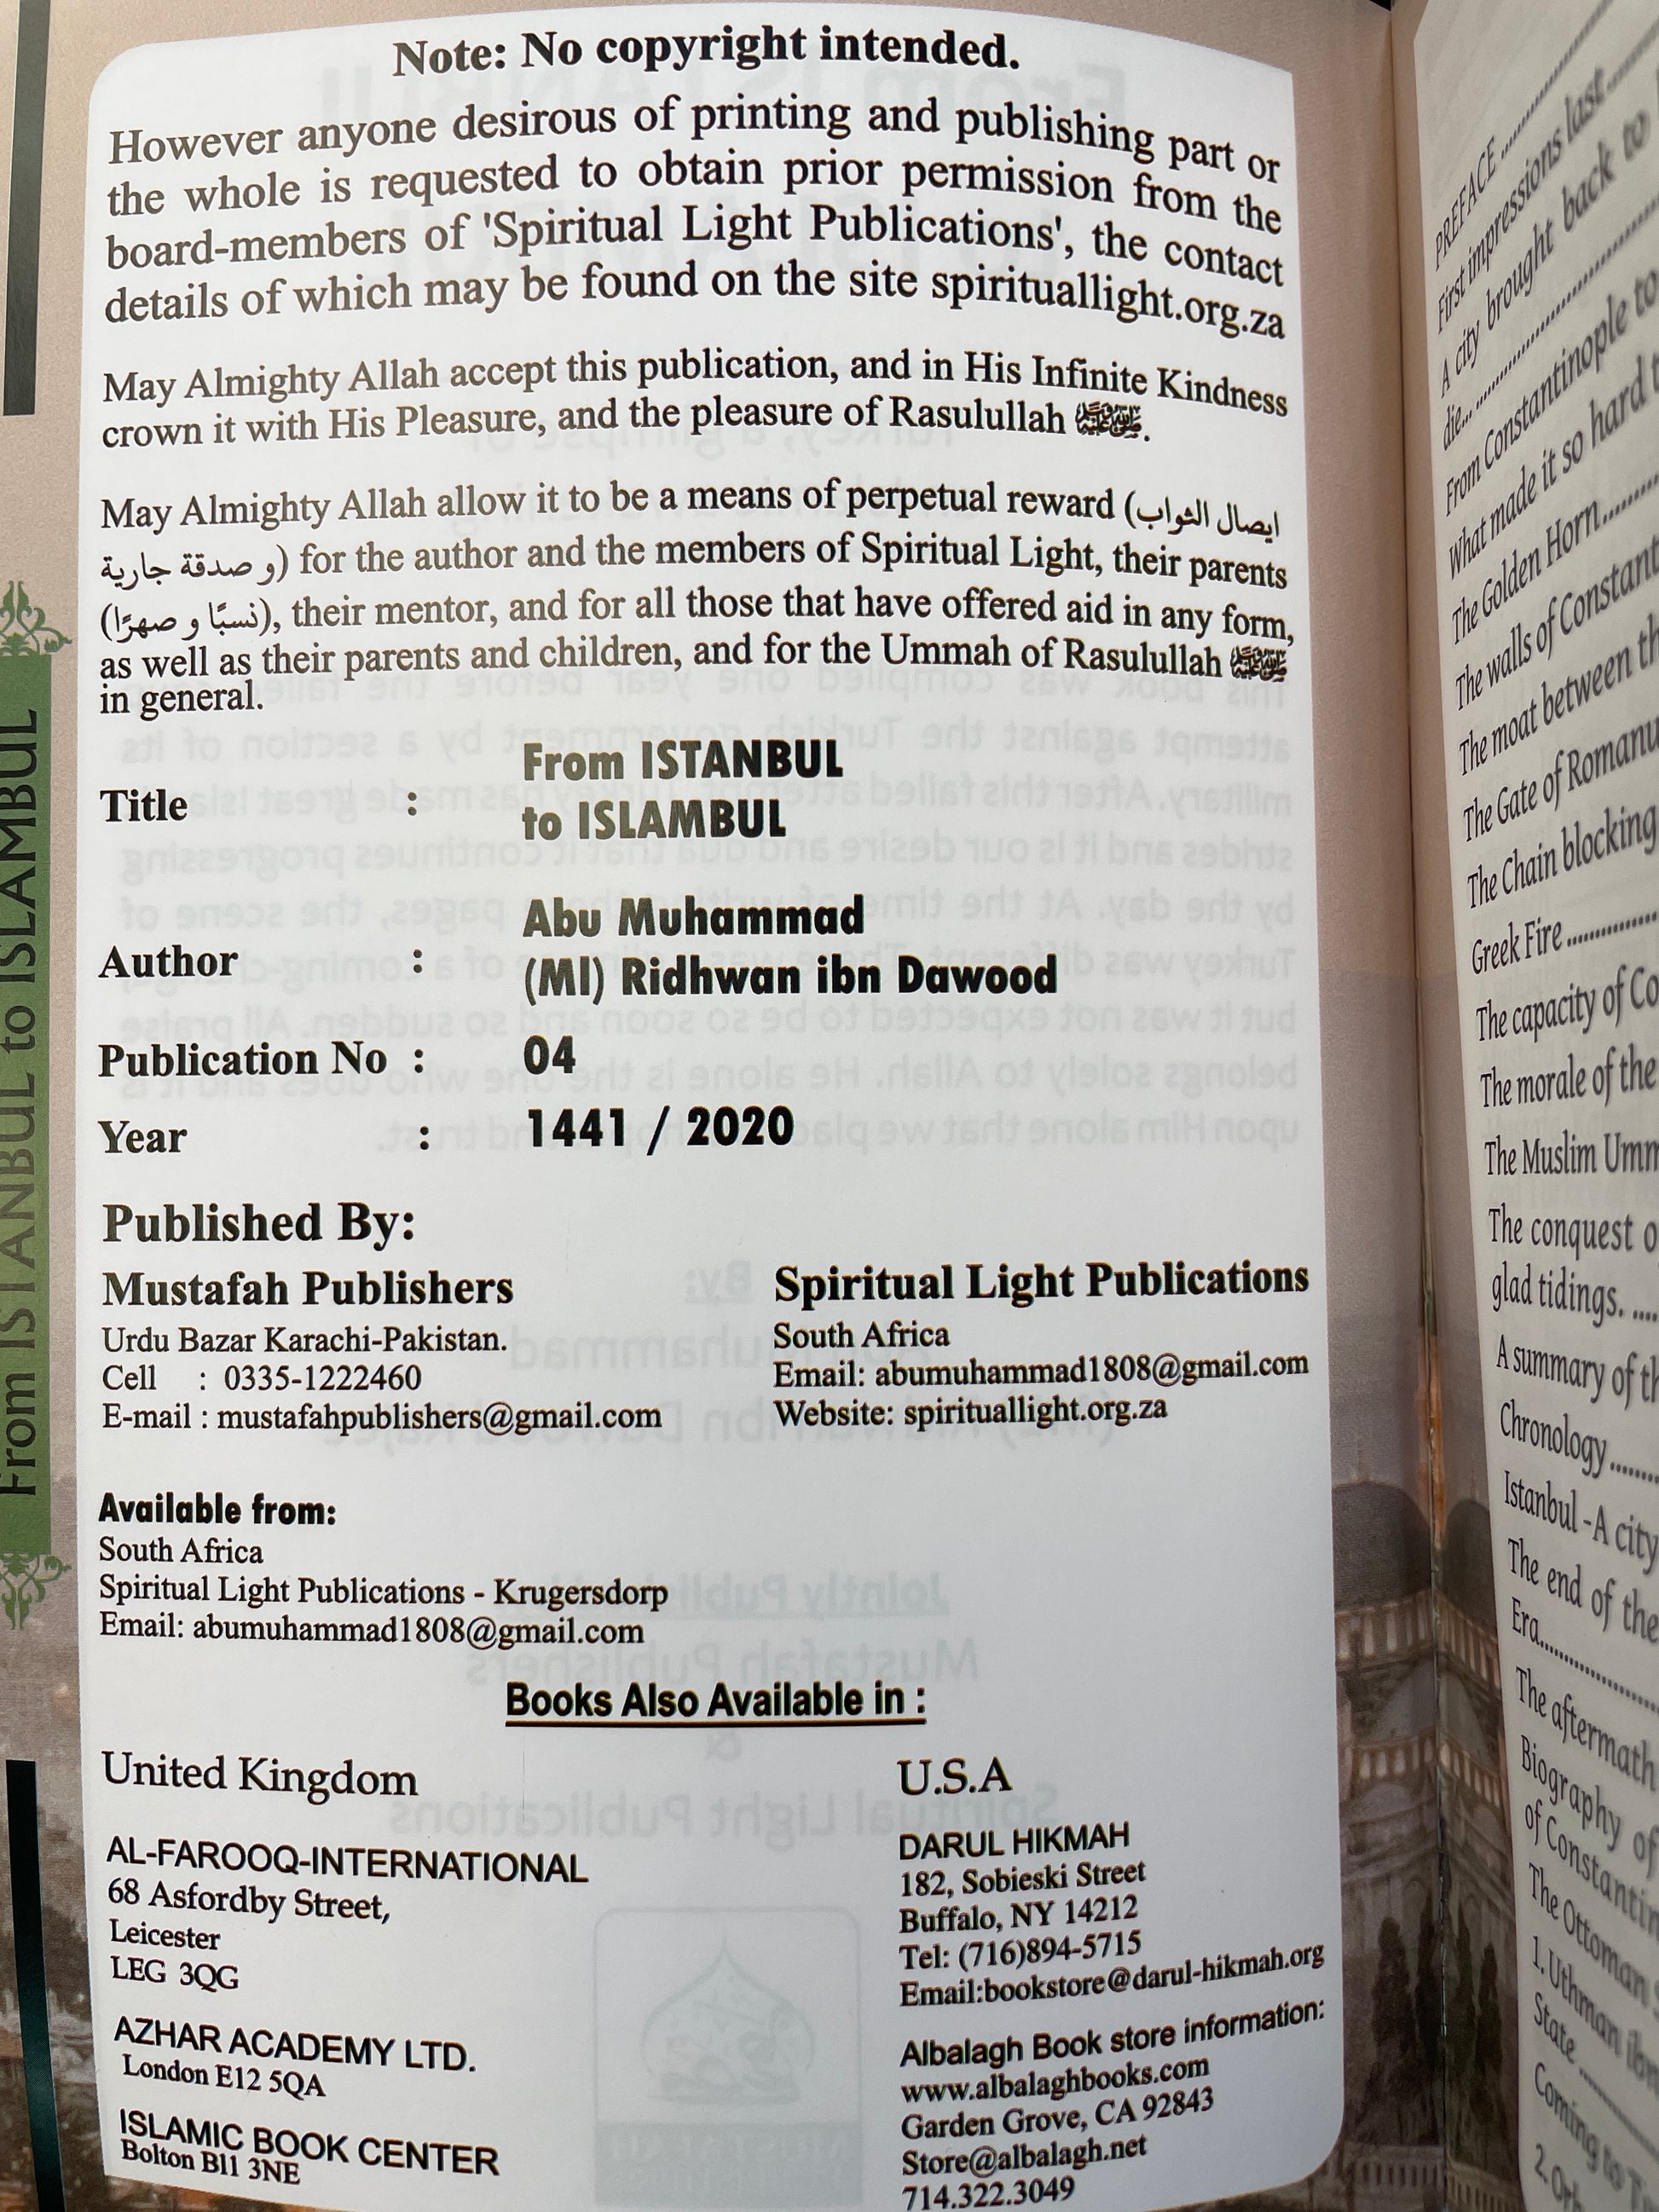 Note: No copyright intended.
However anyone desirous of printing and publishing part or
the whole is requested to obtain prior permission from the
board-members of 'Spiritual Light Publications', the contact
details of which may be found on the site spirituallight.org.za
May Almighty Allah accept this publication, and in His Infinite Kindness
crown it with His Pleasure, and the pleasure of Rasulullah ﷺ.
May Almighty Allah allow it to be a means of perpetual reward (ايصال الثواب
و صدقة جارية) for the author and the members of Spiritual Light, their parents
(نسبًا و صهرًا), their mentor, and for all those that have offered aid in any form,
as well as their parents and children, and for the Ummah of Rasulullah ﷺ
in general.
Title : From ISTANBUL
to ISLAMBUL
Author : Abu Muhammad
(MI) Ridhwan ibn Dawood
Publication No : 04
Year : 1441 / 2020
Published By:
Mustafah Publishers
Urdu Bazar Karachi-Pakistan.
Cell : 0335-1222460
E-mail : mustafahpublishers@gmail.com
Spiritual Light Publications
South Africa
Email: abumuhammad1808@gmail.com
Website: spirituallight.org.za
Available from:
South Africa
Spiritual Light Publications - Krugersdorp
Email: abumuhammad1808@gmail.com
Books Also Available in :
United Kingdom
AL-FAROOQ-INTERNATIONAL
68 Asfordby Street,
Leicester
LEG 3QG
AZHAR ACADEMY LTD.
London E12 5QA
ISLAMIC BOOK CENTER
Bolton Bl1 3NE
U.S.A
DARUL HIKMAH
182, Sobieski Street
Buffalo, NY 14212
Tel: (716)894-5715
Email:bookstore@darul-hikmah.org
Albalagh Book store information:
www.albalaghbooks.com
Garden Grove, CA 92843
Store@albalagh.net
714.322.3049
From ISTANBUL to ISLAMBUL
PREFACE
First impressions last
A city brought back to
die...
From Constantinople to
What made it so hard
The Golden Horn
The walls of
The moat between
The Gate of
The Chain blocking
Greek Fire
The capacity of
The morale of the
The Muslim
The conquest
glad tidings.
A summary of
Chronology
Istanbul -A city
The end of the
Era
The aftermath
Biography of
of
The Ottoman
1. Uthman
State
Coming to
2.